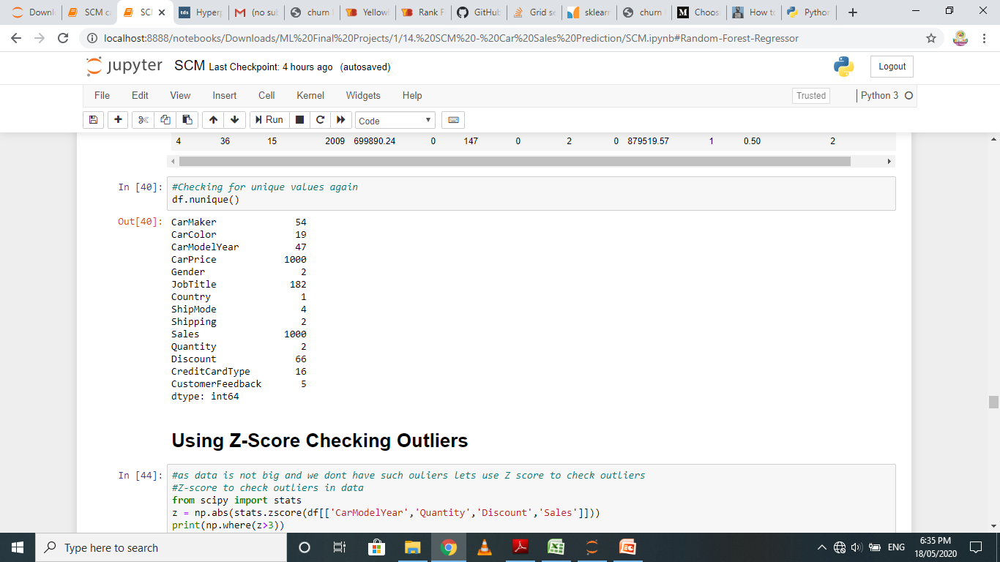 Downl SCM ca SC Hyperp (no sub churn Yellowl Rank F GitHub Grid se sklear churn Choos How to Python
localhost:8888/notebooks/Downloads/ML%20Final%20Projects/1/14.%20SCM%20-%20Car%20Sales%20Prediction/SCM.ipynb#Random-Forest-Regressor
jupyter SCM Last Checkpoint: 4 hours ago (autosaved) Logout
File Edit View Insert Cell Kernel Widgets Help Trusted Python 3
Run Code
4 36 15 2009 699890.24 0 147 0 2 0 879519.57 1 0.50 2
In [40]: #Checking for unique values again
df.nunique()
Out[40]: CarMaker 54
CarColor 19
CarModelYear 47
CarPrice 1000
Gender 2
JobTitle 182
Country 1
ShipMode 4
Shipping 2
Sales 1000
Quantity 2
Discount 66
CreditCardType 16
CustomerFeedback 5
dtype: int64
Using Z-Score Checking Outliers
In [44]: #as data is not big and we dont have such ouliers lets use Z score to check outliers
#Z-score to check outliers in data
from scipy import stats
z = np.abs(stats.zscore(df[['CarModelYear','Quantity','Discount','Sales']]))
print(np.where(z>3))
Type here to search ENG 6:35 PM
18/05/2020